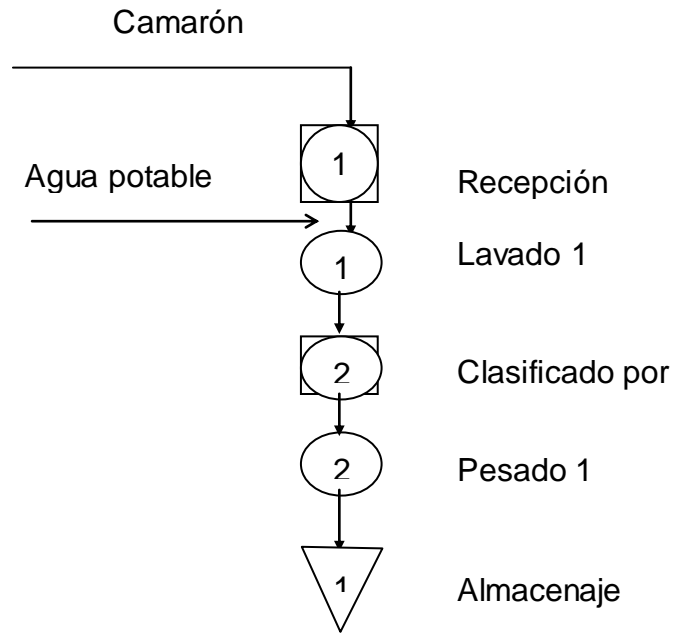 Camarón
1
Agua potable
Recepción
1
Lavado 1
2
Clasificado por
2
Pesado 1
1
Almacenaje